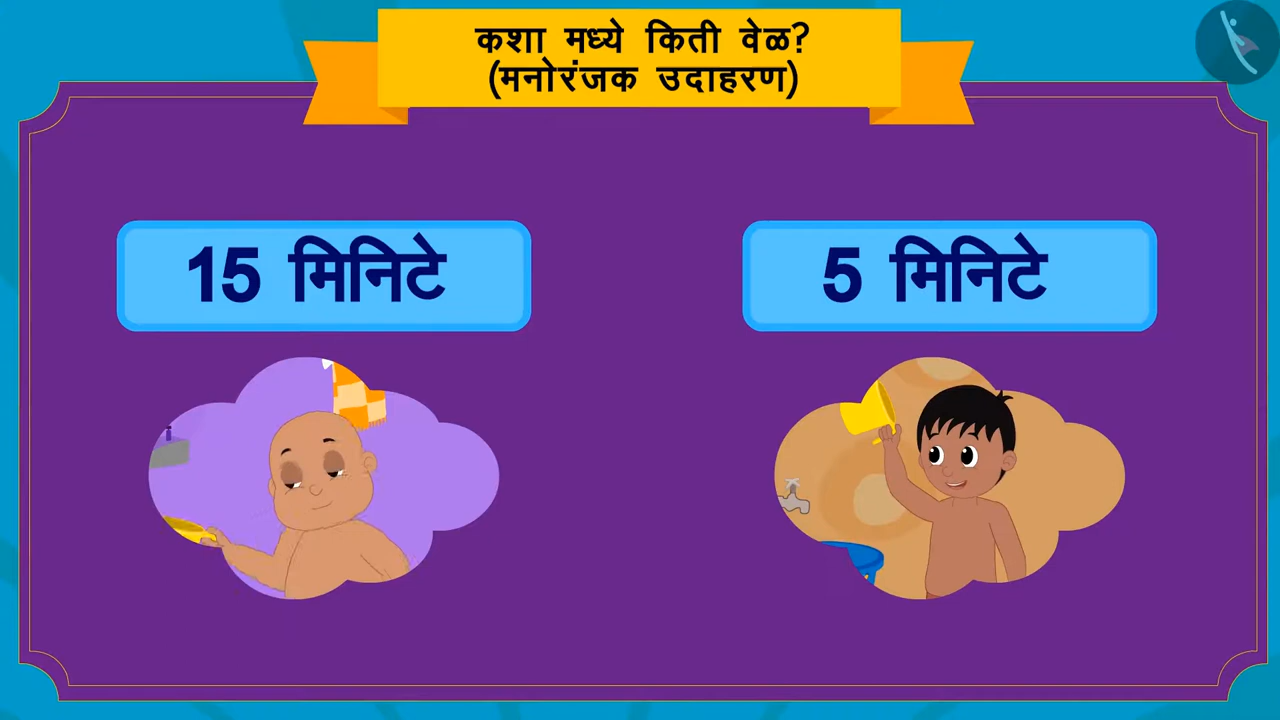 कशा मध्ये किती वेळ?
(मनोरंजक उदाहरण)
15 मिनिटे
5 मिनिटे